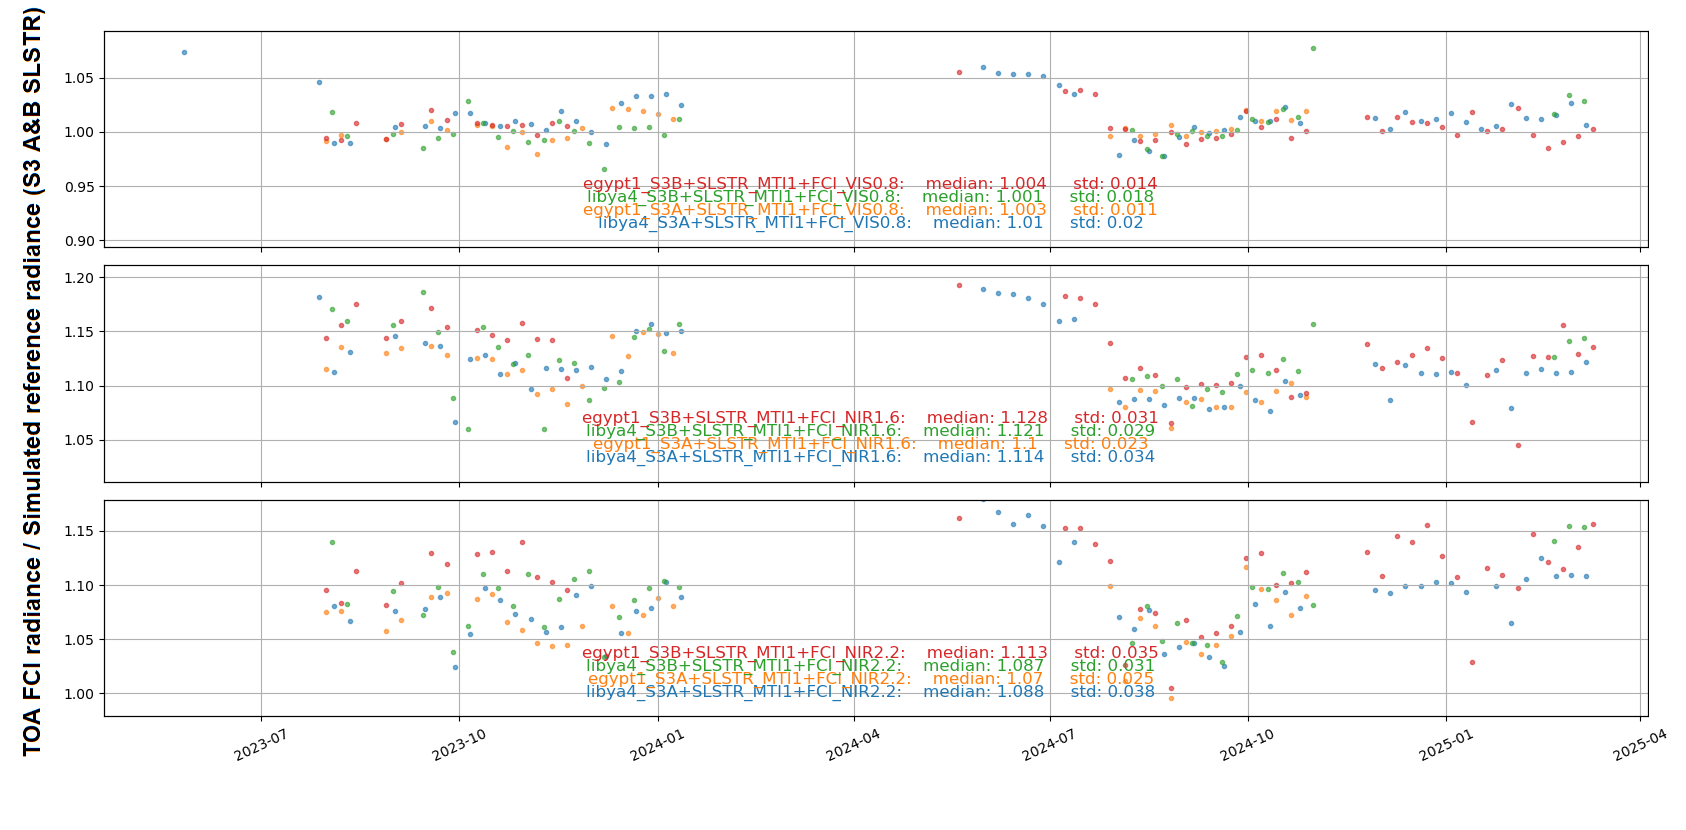 TOA FCI radiance / Simulated reference radiance (S3 A&B SLSTR)
1.05
1.00
0.95
0.90
egypt1_S3B+SLSTR_MTI1+FCI_VIS0.8: median: 1.004 std: 0.014
libya4_S3B+SLSTR_MTI1+FCI_VIS0.8: median: 1.001 std: 0.018
egypt1_S3A+SLSTR_MTI1+FCI_VIS0.8: median: 1.003 std: 0.011
libya4_S3A+SLSTR_MTI1+FCI_VIS0.8: median: 1.01 std: 0.02
1.20
1.15
1.10
1.05
egypt1_S3B+SLSTR_MTI1+FCI_NIR1.6: median: 1.128 std: 0.031
libya4_S3B+SLSTR_MTI1+FCI_NIR1.6: median: 1.121 std: 0.029
egypt1_S3A+SLSTR_MTI1+FCI_NIR1.6: median: 1.1 std: 0.023
libya4_S3A+SLSTR_MTI1+FCI_NIR1.6: median: 1.114 std: 0.034
1.15
1.10
1.05
1.00
egypt1_S3B+SLSTR_MTI1+FCI_NIR2.2: median: 1.113 std: 0.035
libya4_S3B+SLSTR_MTI1+FCI_NIR2.2: median: 1.087 std: 0.031
egypt1_S3A+SLSTR_MTI1+FCI_NIR2.2: median: 1.07 std: 0.025
libya4_S3A+SLSTR_MTI1+FCI_NIR2.2: median: 1.088 std: 0.038
2023-07
2023-10
2024-01
2024-04
2024-07
2024-10
2025-01
2025-04